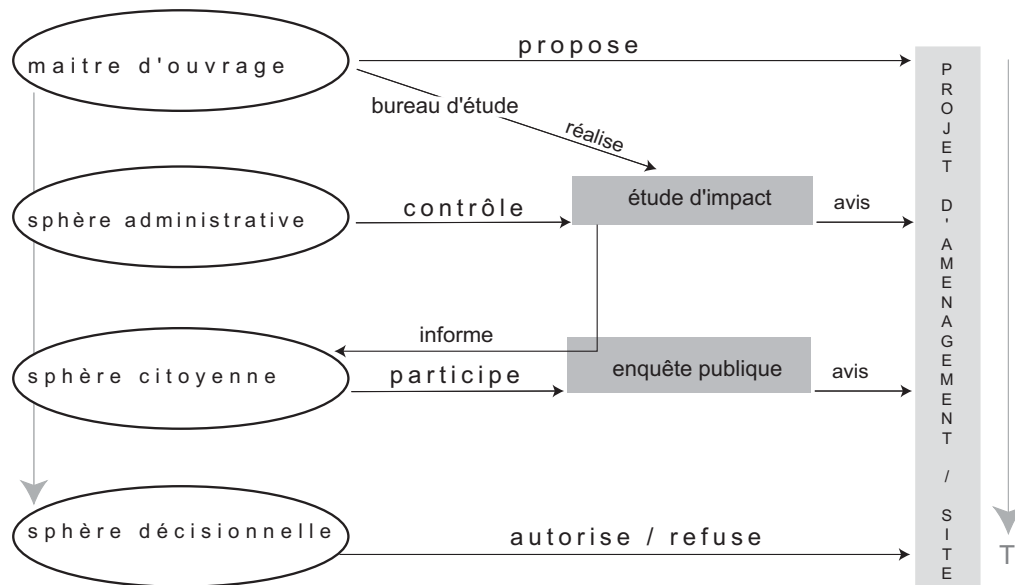 propose
maitre d'ouvrage
bureau d'étude
réalise
étude d'impact
sphère administrative
contrôle
avis
informe
sphère citoyenne
participe
enquête publique
avis
sphère décisionnelle
autorise / refuse
PROJET D'AMENAGEMENT / SITE
T